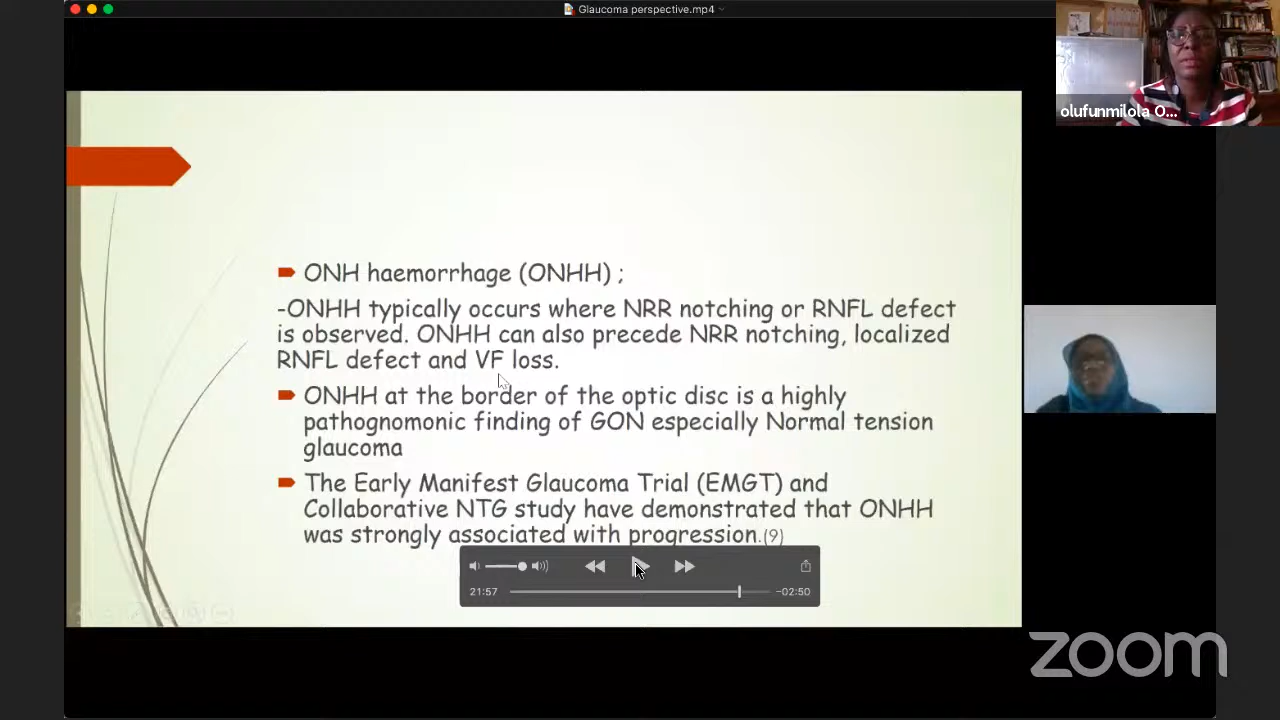 Glaucoma perspective.mp4
olufunmilola O...
ONH haemorrhage (ONHH) ;
-ONHH typically occurs where NRR notching or RNFL defect
is observed. ONHH can also precede NRR notching, localized
RNFL defect and VF loss.
ONHH at the border of the optic disc is a highly
pathognomonic finding of GON especially Normal tension
glaucoma
The Early Manifest Glaucoma Trial (EMGT) and
Collaborative NTG study have demonstrated that ONHH
was strongly associated with progression.(9)
21:57
-02:50
zoom